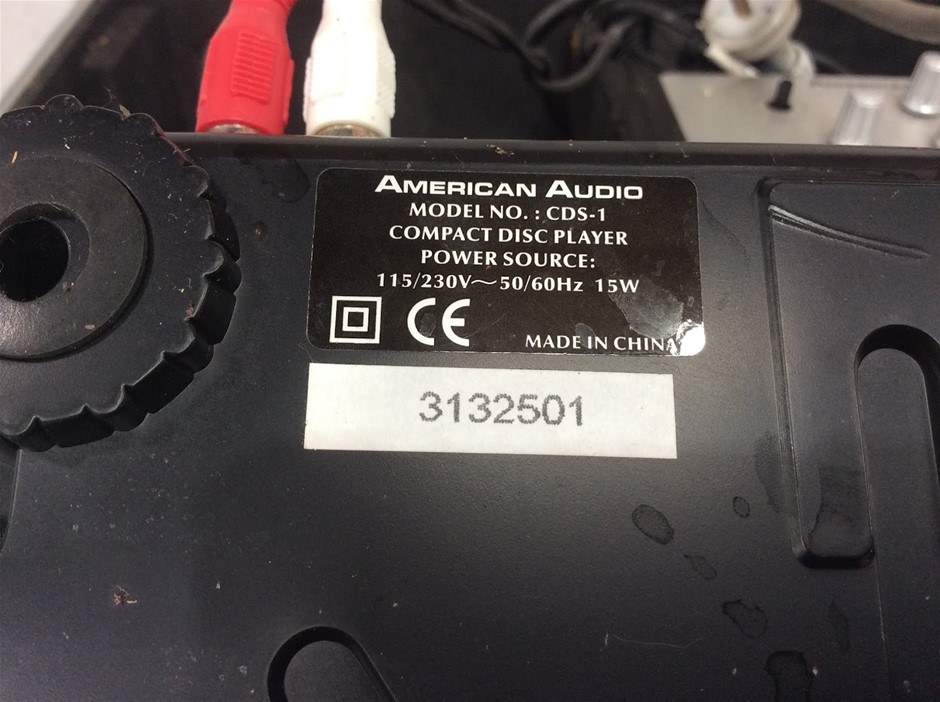 AMERICAN AUDIO
MODEL NO. : CDS-1
COMPACT DISC PLAYER
POWER SOURCE:
115/230V～50/60Hz 15W
CE MADE IN CHINA
3132501